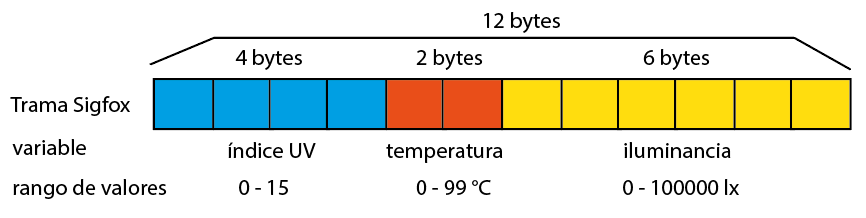 12 bytes
4 bytes 2 bytes 6 bytes
Trama Sigfox
variable índice UV temperatura iluminancia
rango de valores 0 - 15 0 - 99 °C 0 - 100000 lx